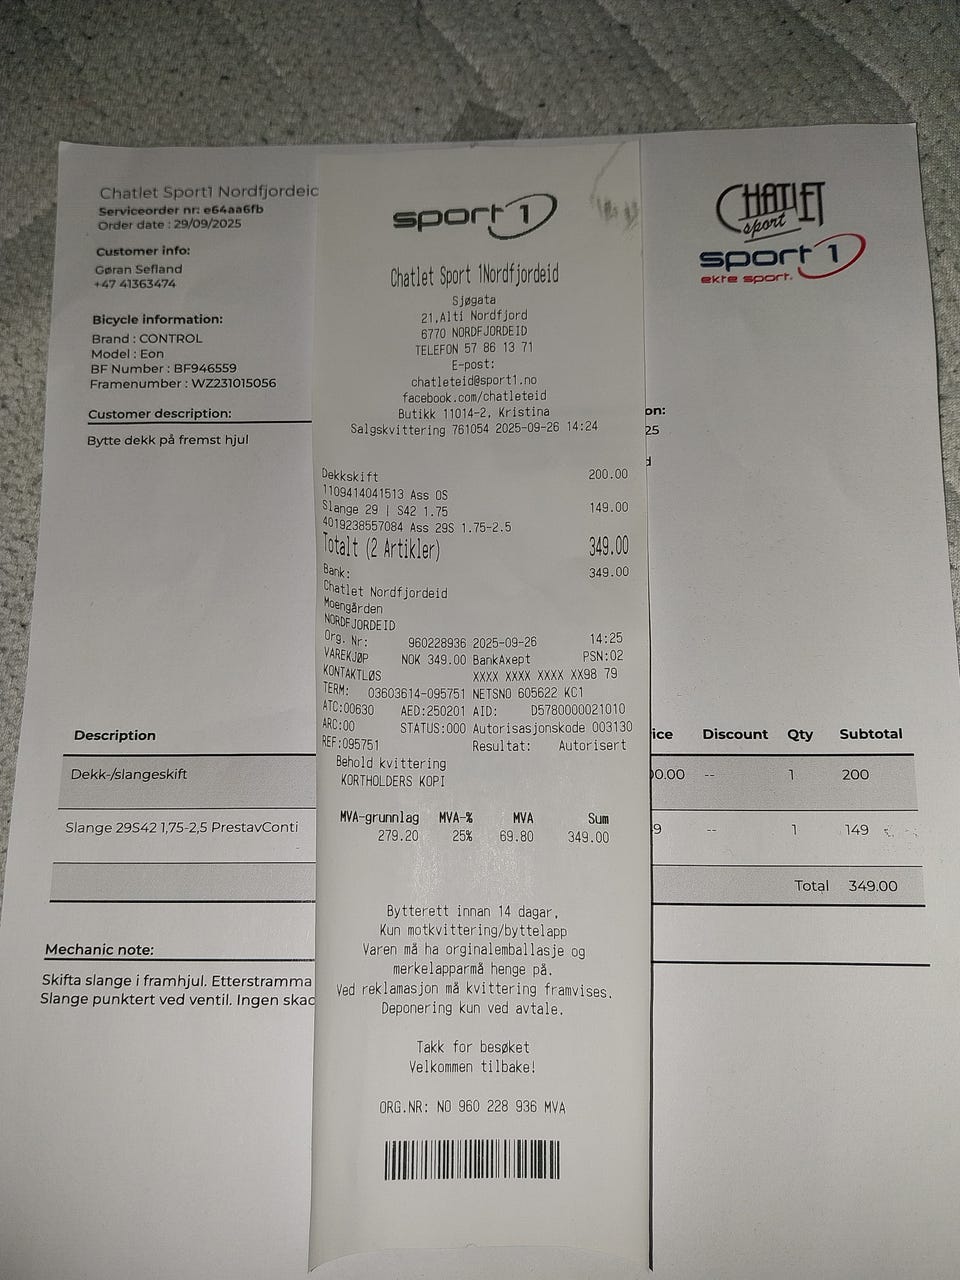 Chatlet Sport1 Nordfjordeid
Serviceorder nr: e64aa6fb
Order date : 29/09/2025
Customer info:
Gøran Sefland
+47 41363474
Bicycle information:
Brand : CONTROL
Model : Eon
BF Number : BF946559
Framenumber : WZ231015056
Customer description:
Bytte dekk på fremst hjul
CHATLET
sport
sport 1
ekte sport.
on:
25
d
sport 1
Chatlet Sport 1Nordfjordeid
Sjøgata
21,Alti Nordfjord
6770 NORDFJORDEID
TELEFON 57 86 13 71
E-post:
chatleteid@sport1.no
facebook.com/chatleteid
Butikk 11014-2, Kristina
Salgskvittering 761054 2025-09-26 14:24
Dekkskift 200.00
1109414041513 Ass OS
Slange 29 | S42 1.75 149.00
4019238557084 Ass 29S 1.75-2.5
Totalt (2 Artikler) 349.00
Bank: 349.00
Chatlet Nordfjordeid
Moengården
NORDFJORDEID
Org. Nr: 960228936 2025-09-26 14:25
VAREKJØP NOK 349.00 BankAxept PSN:02
KONTAKTLØS XXXX XXXX XXXX XX98 79
TERM: 03603614-095751 NETSNO 605622 KC1
ATC:00630 AED:250201 AID: D5780000021010
ARC:00 STATUS:000 Autorisasjonskode 003130
REF:095751 Resultat: Autorisert
Behold kvittering
KORTHOLDERS KOPI
MVA-grunnlag MVA-% MVA Sum
279.20 25% 69.80 349.00
Bytterett innan 14 dagar,
Kun motkvittering/byttelapp
Varen må ha orginalemballasje og
merkelapparmå henge på.
Ved reklamasjon må kvittering framvises.
Deponering kun ved avtale.
Takk for besøket
Velkommen tilbake!
ORG.NR: NO 960 228 936 MVA
Description ice Discount Qty Subtotal
Dekk-/slangeskift 00.00 -- 1 200
Slange 29S42 1,75-2,5 PrestavConti 9 -- 1 149
Total 349.00
Mechanic note:
Skifta slange i framhjul. Etterstramma
Slange punktert ved ventil. Ingen skad